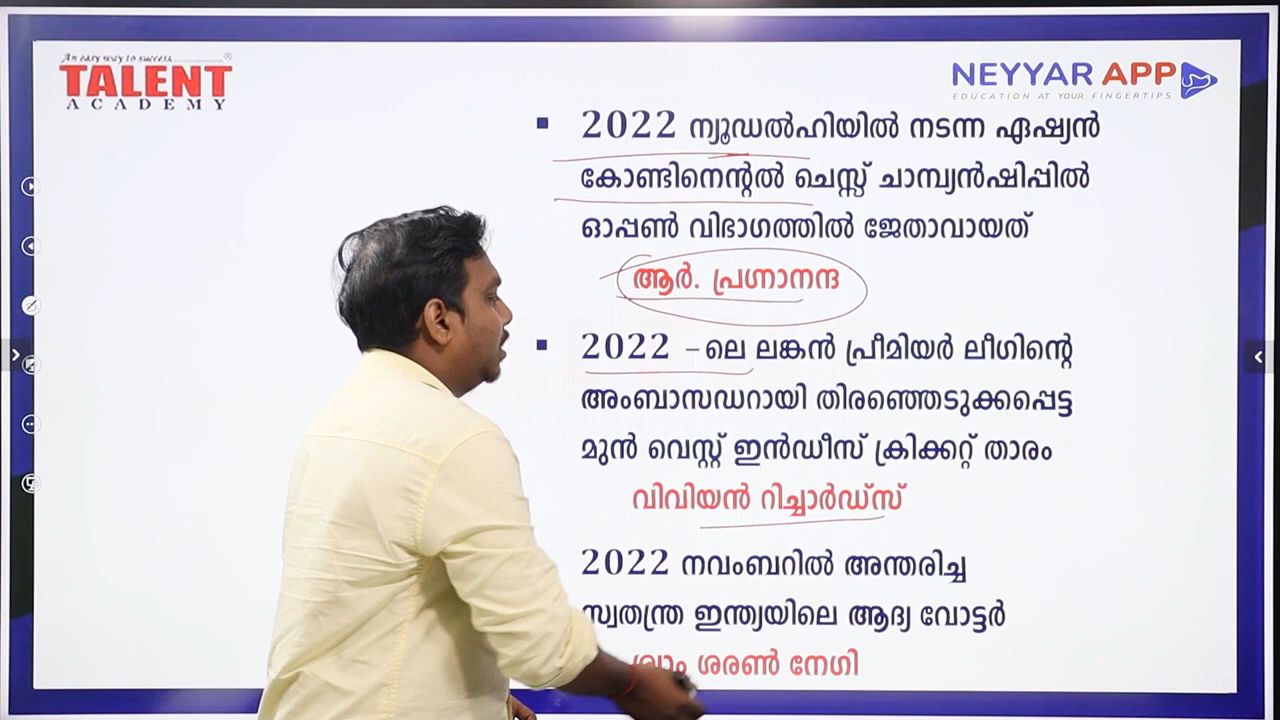 An easy way to success..............®
TALENT
ACADEMY
NEYYAR APP
EDUCATION AT YOUR FINGERTIPS
▪ 2022 ന്യൂഡൽഹിയിൽ നടന്ന ഏഷ്യൻ
കോണ്ടിനെന്റൽ ചെസ്സ് ചാമ്പ്യൻഷിപ്പിൽ
ഓപ്പൺ വിഭാഗത്തിൽ ജേതാവായത്
ആർ. പ്രഗ്നാനന്ദ
▪ 2022 –ലെ ലങ്കൻ പ്രീമിയർ ലീഗിന്റെ
അംബാസഡറായി തിരഞ്ഞെടുക്കപ്പെട്ട
മുൻ വെസ്റ്റ് ഇൻഡീസ് ക്രിക്കറ്റ് താരം
വിവിയൻ റിച്ചാർഡ്സ്
2022 നവംബറിൽ അന്തരിച്ച
സ്വതന്ത്ര ഇന്ത്യയിലെ ആദ്യ വോട്ടർ
ശരൺ നേഗി